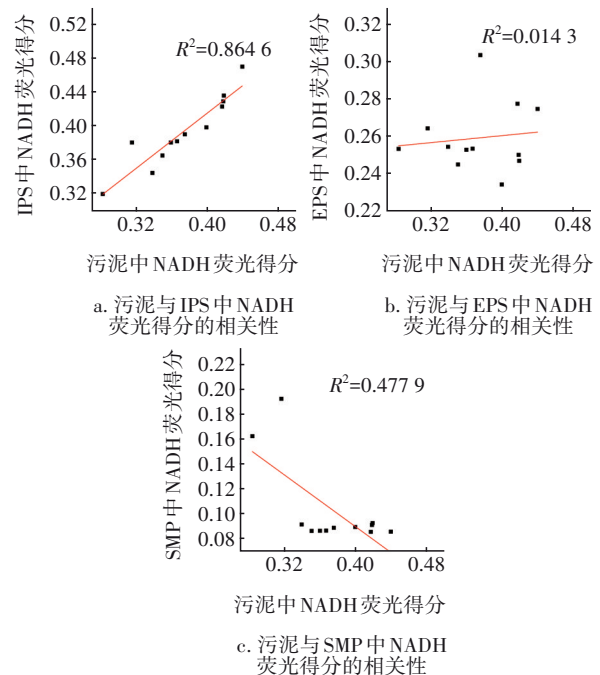 0.52
0.48
0.44
0.40
0.36
0.32
IPS中NADH荧光得分
R²=0.864 6
0.32
0.40
0.48
污泥中NADH荧光得分
a. 污泥与IPS中NADH
荧光得分的相关性
0.32
0.30
0.28
0.26
0.24
0.22
EPS中NADH荧光得分
R²=0.014 3
0.32
0.40
0.48
污泥中NADH荧光得分
b. 污泥与EPS中NADH
荧光得分的相关性
0.22
0.20
0.18
0.16
0.14
0.12
0.10
0.08
SMP中NADH荧光得分
R²=0.477 9
0.32
0.40
0.48
污泥中NADH荧光得分
c. 污泥与SMP中NADH
荧光得分的相关性